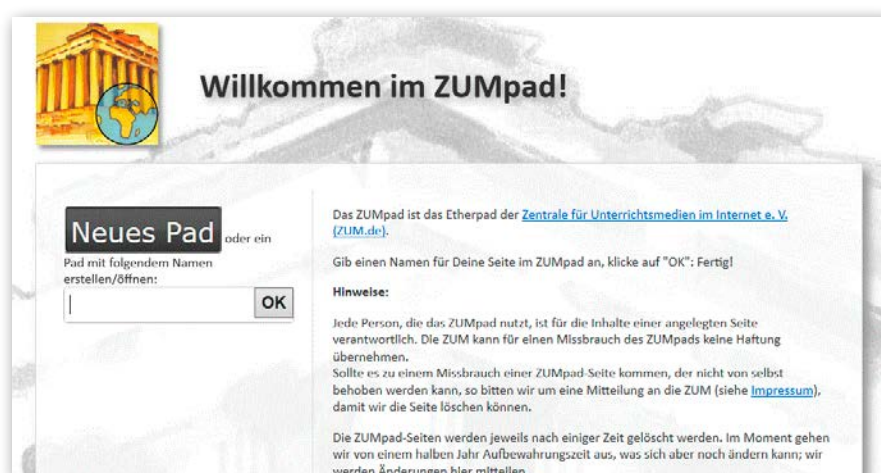 Willkommen im ZUMpad!
Neues Pad oder ein
Pad mit folgendem Namen
erstellen/öffnen:
OK
Das ZUMpad ist das Etherpad der Zentrale für Unterrichtsmedien im Internet e. V.
(ZUM.de).
Gib einen Namen für Deine Seite im ZUMpad an, klicke auf "OK": Fertig!
Hinweise:
Jede Person, die das ZUMpad nutzt, ist für die Inhalte einer angelegten Seite
verantwortlich. Die ZUM kann für einen Missbrauch des ZUMpads keine Haftung
übernehmen.
Sollte es zu einem Missbrauch einer ZUMpad-Seite kommen, der nicht von selbst
behoben werden kann, so bitten wir um eine Mitteilung an die ZUM (siehe Impressum),
damit wir die Seite löschen können.
Die ZUMpad-Seiten werden jeweils nach einiger Zeit gelöscht werden. Im Moment gehen
wir von einem halben Jahr Aufbewahrungszeit aus, was sich aber noch ändern kann; wir
werden Änderungen hier mitteilen.